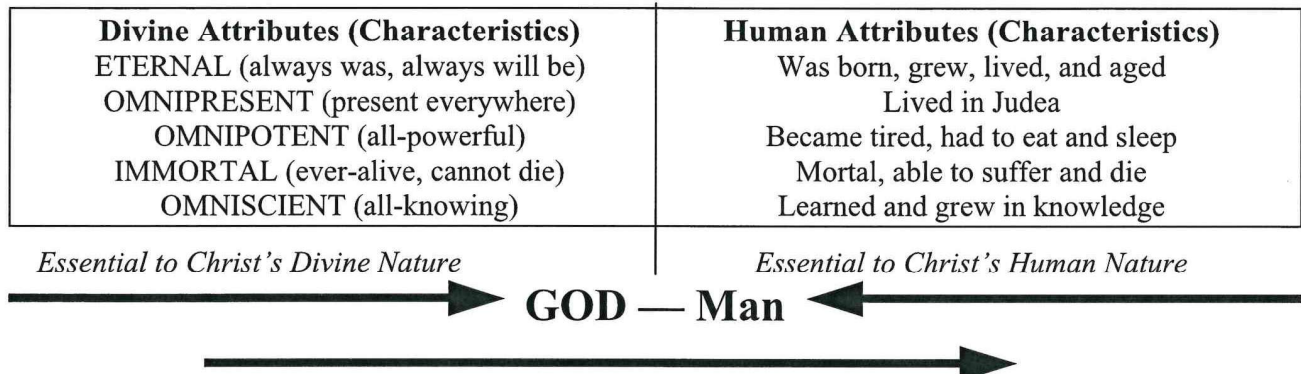 Divine Attributes (Characteristics)
ETERNAL (always was, always will be)
OMNIPRESENT (present everywhere)
OMNIPOTENT (all-powerful)
IMMORTAL (ever-alive, cannot die)
OMNISCIENT (all-knowing)
Human Attributes (Characteristics)
Was born, grew, lived, and aged
Lived in Judea
Became tired, had to eat and sleep
Mortal, able to suffer and die
Learned and grew in knowledge
Essential to Christ's Divine Nature
Essential to Christ's Human Nature
GOD — Man